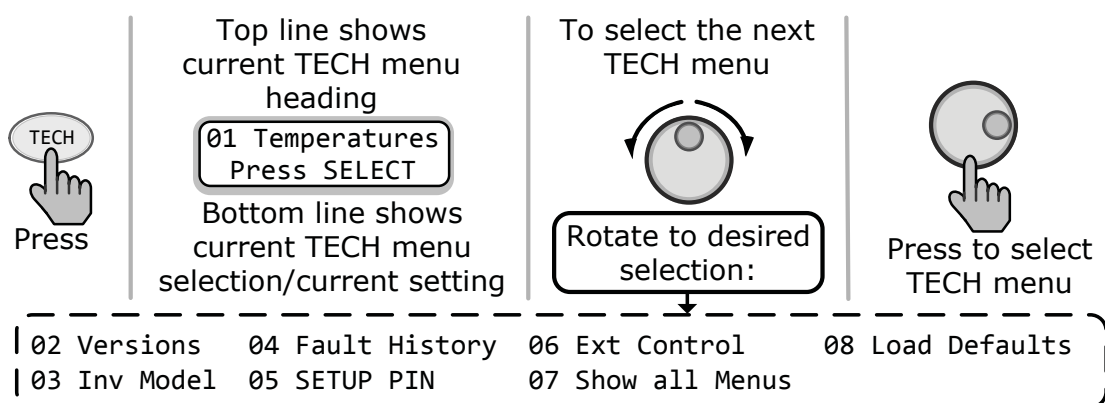 TECH
Press
Top line shows
current TECH menu
heading
01 Temperatures
Press SELECT
Bottom line shows
current TECH menu
selection/current setting
To select the next
TECH menu
Rotate to desired
selection:
Press to select
TECH menu
02 Versions 04 Fault History 06 Ext Control 08 Load Defaults
03 Inv Model 05 SETUP PIN 07 Show all Menus